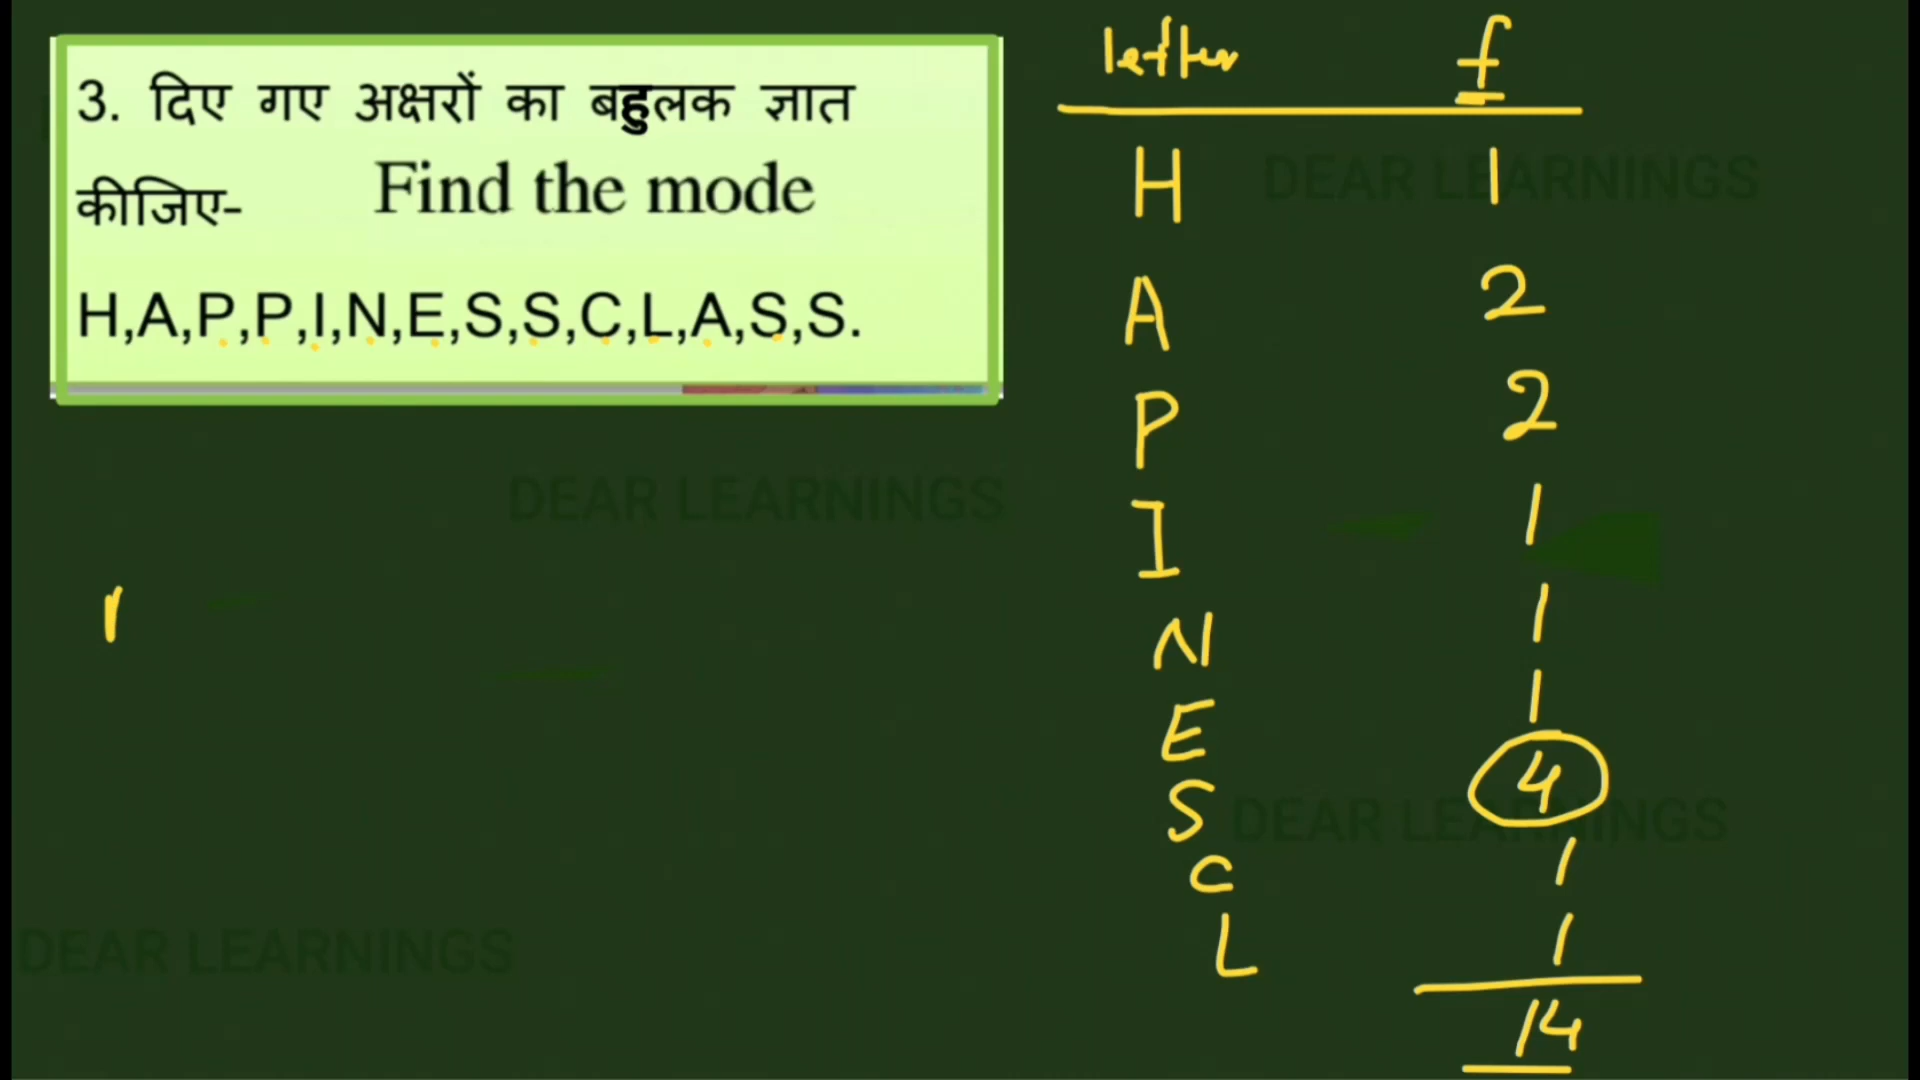 3. दिए गए अक्षरों का बहुलक ज्ञात
कीजिए- Find the mode
H,A,P,P,I,N,E,S,S,C,L,A,S,S.
letter f
H 1
A 2
P 2
I 1
N 1
E 1
S 4
C 1
L 1
14
DEAR LEARNINGS
DEAR LEARNINGS
DEAR LEARNINGS
DEAR LEARNINGS